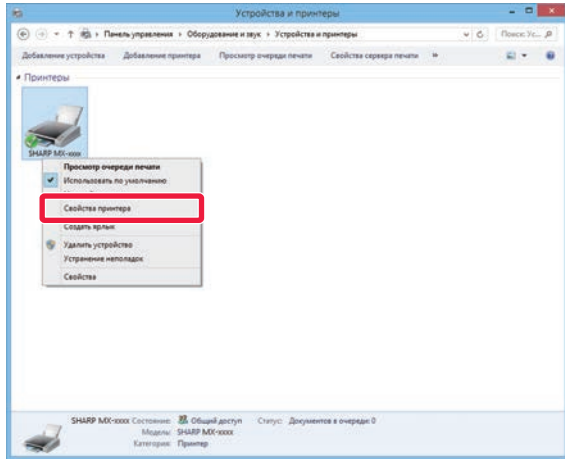 Устройства и принтеры
Панель управления Оборудование и звук Устройства и принтеры
Поиск: Ус...
Добавление устройства Добавление принтера Просмотр очереди печати Свойства сервера печати »
Принтеры
SHARP MX-xxxx
Просмотр очереди печати
Использовать по умолчанию
Свойства принтера
Создать ярлык
Удалить устройство
Устранение неполадок
Свойства
SHARP MX-xxxx Состояние: Общий доступ Статус: Документов в очереди: 0
Модель: SHARP MX-xxxx
Категория: Принтер